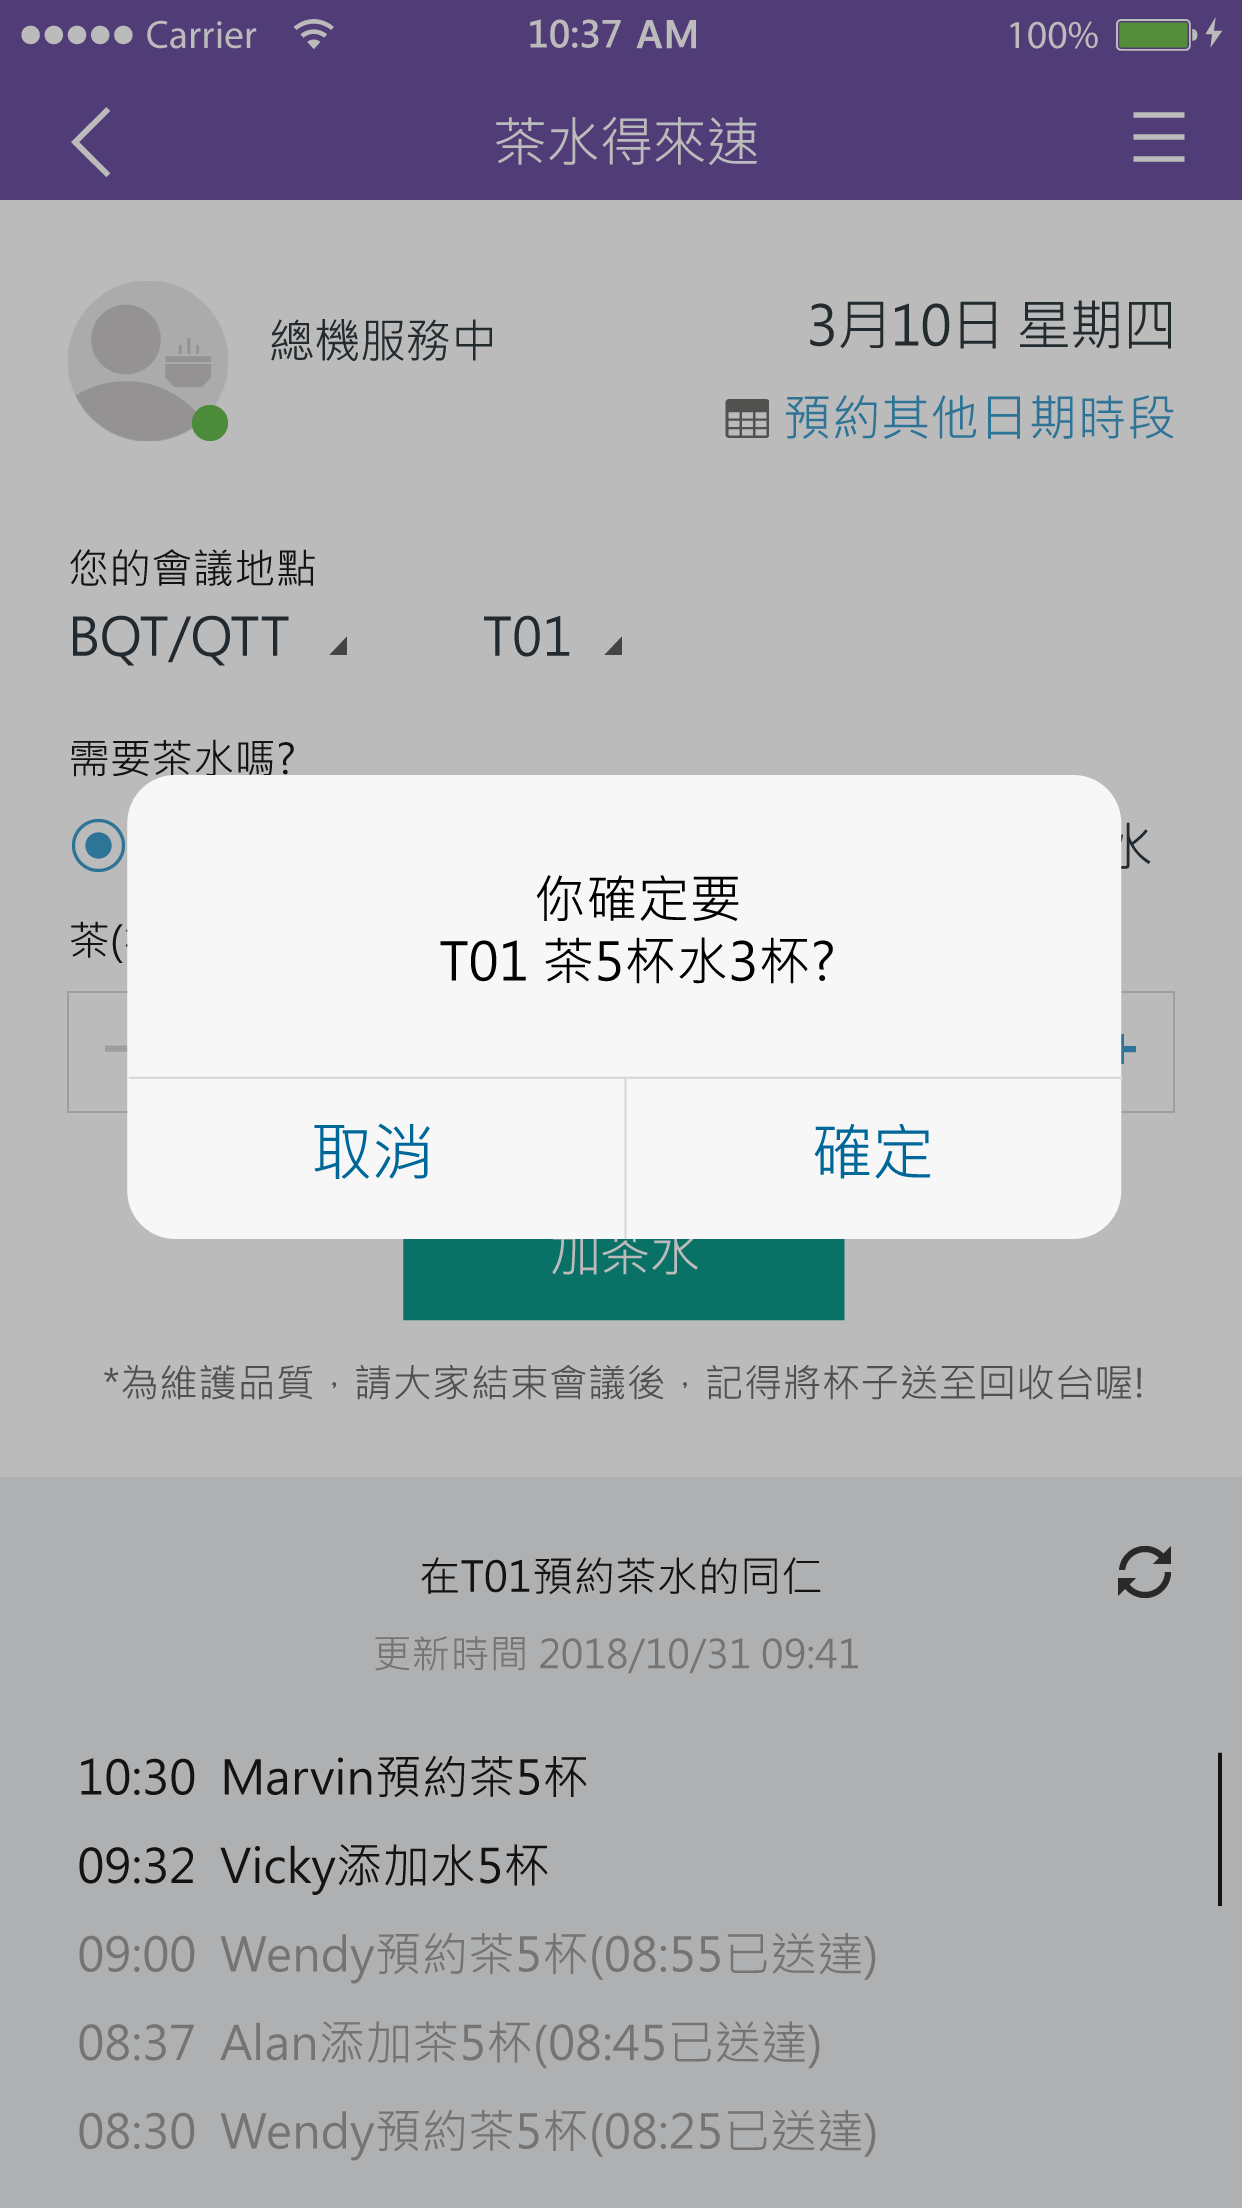 Carrier 10:37 AM 100%
茶水得來速
總機服務中
3月10日 星期四
預約其他日期時段
您的會議地點
BQT/QTT T01
需要茶水嗎?
水
茶(
你確定要
T01 茶5杯水3杯?
取消 確定
加茶水
*為維護品質，請大家結束會議後，記得將杯子送至回收台喔!
在T01預約茶水的同仁
更新時間 2018/10/31 09:41
10:30 Marvin預約茶5杯
09:32 Vicky添加水5杯
09:00 Wendy預約茶5杯(08:55已送達)
08:37 Alan添加茶5杯(08:45已送達)
08:30 Wendy預約茶5杯(08:25已送達)